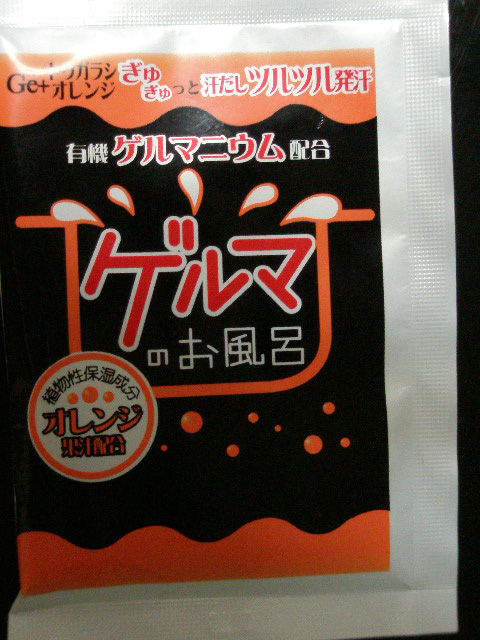 Ge+トウガラシ
オレンジ
ぎゅ
ぎゅっと汗だしツルツル発汗
有機ゲルマニウム配合
ゲルマ
のお風呂
植物性保湿成分
オレンジ
果汁配合